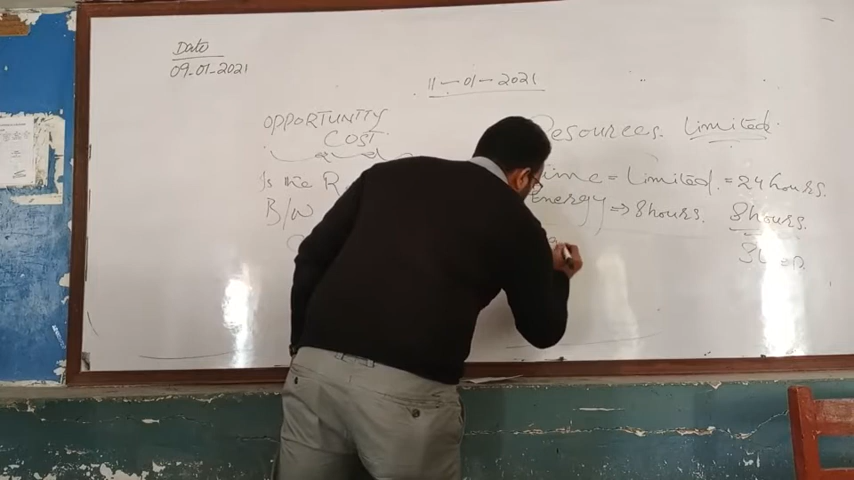 Date
09-01-2021
11-01-2021
OPPORTUNITY
COST
Is the
B/W
Resources. Limited.
Time = Limited. = 24 hours.
Energy => 8 hours. 8 hours.